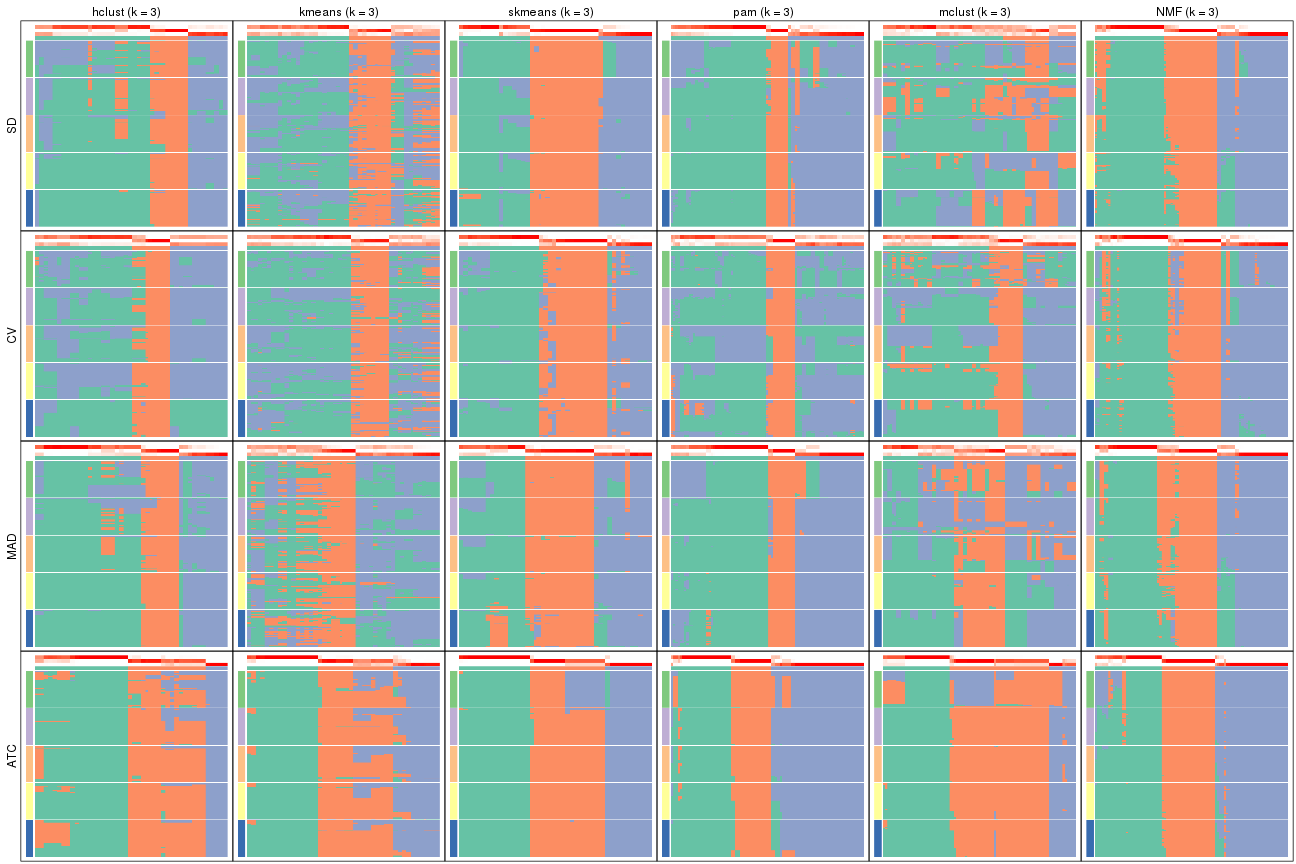 hclust (k = 3) kmeans (k = 3) skmeans (k = 3) pam (k = 3) mclust (k = 3) NMF (k = 3)
SD
CV
MAD
ATC